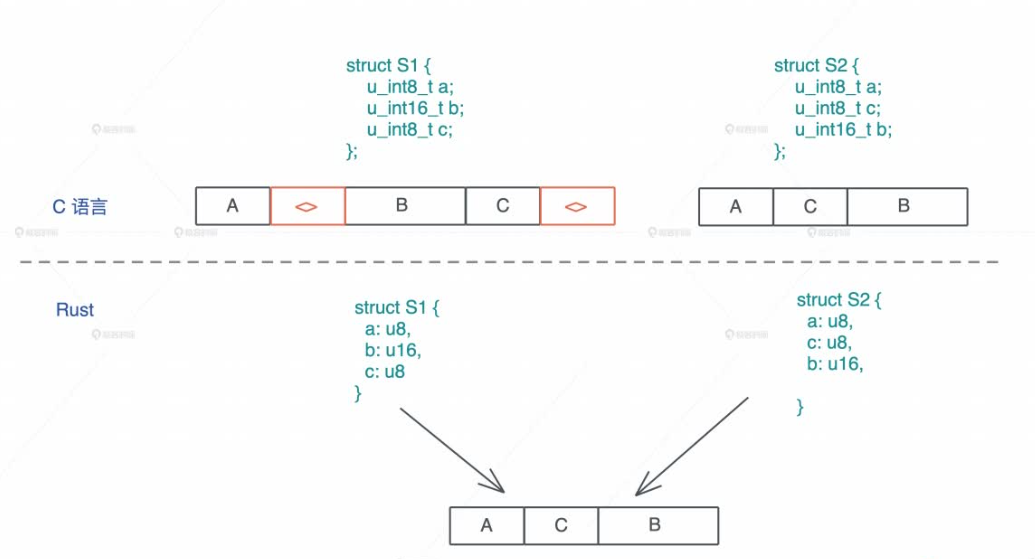 struct S1 {
u_int8_t a;
u_int16_t b;
u_int8_t c;
};
struct S2 {
u_int8_t a;
u_int8_t c;
u_int16_t b;
};
C 语言
A <> B C <>
A C B
Rust
struct S1 {
a: u8,
b: u16,
c: u8
}
struct S2 {
a: u8,
c: u8,
b: u16,
}
A C B